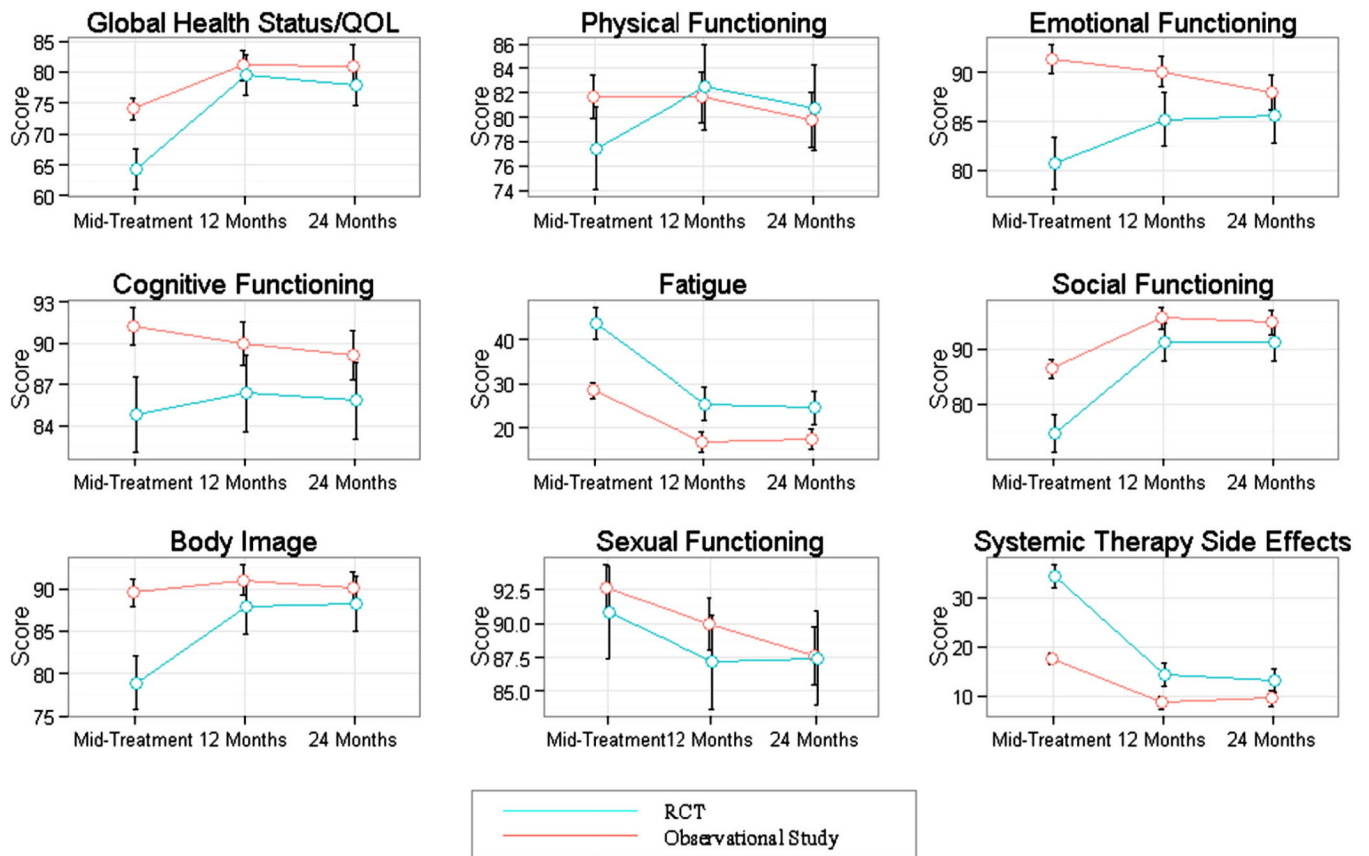 Global Health Status/QOL
Score
85
80
75
70
65
60
Mid-Treatment 12 Months 24 Months
Physical Functioning
Score
86
84
82
80
78
76
74
Mid-Treatment 12 Months 24 Months
Emotional Functioning
Score
90
85
80
Mid-Treatment 12 Months 24 Months
Cognitive Functioning
Score
93
90
87
84
Mid-Treatment 12 Months 24 Months
Fatigue
Score
40
30
20
Mid-Treatment 12 Months 24 Months
Social Functioning
Score
90
80
Mid-Treatment 12 Months 24 Months
Body Image
Score
90
85
80
75
Mid-Treatment 12 Months 24 Months
Sexual Functioning
Score
92.5
90.0
87.5
85.0
Mid-Treatment 12 Months 24 Months
Systemic Therapy Side Effects
Score
30
20
10
Mid-Treatment 12 Months 24 Months
RCT
Observational Study